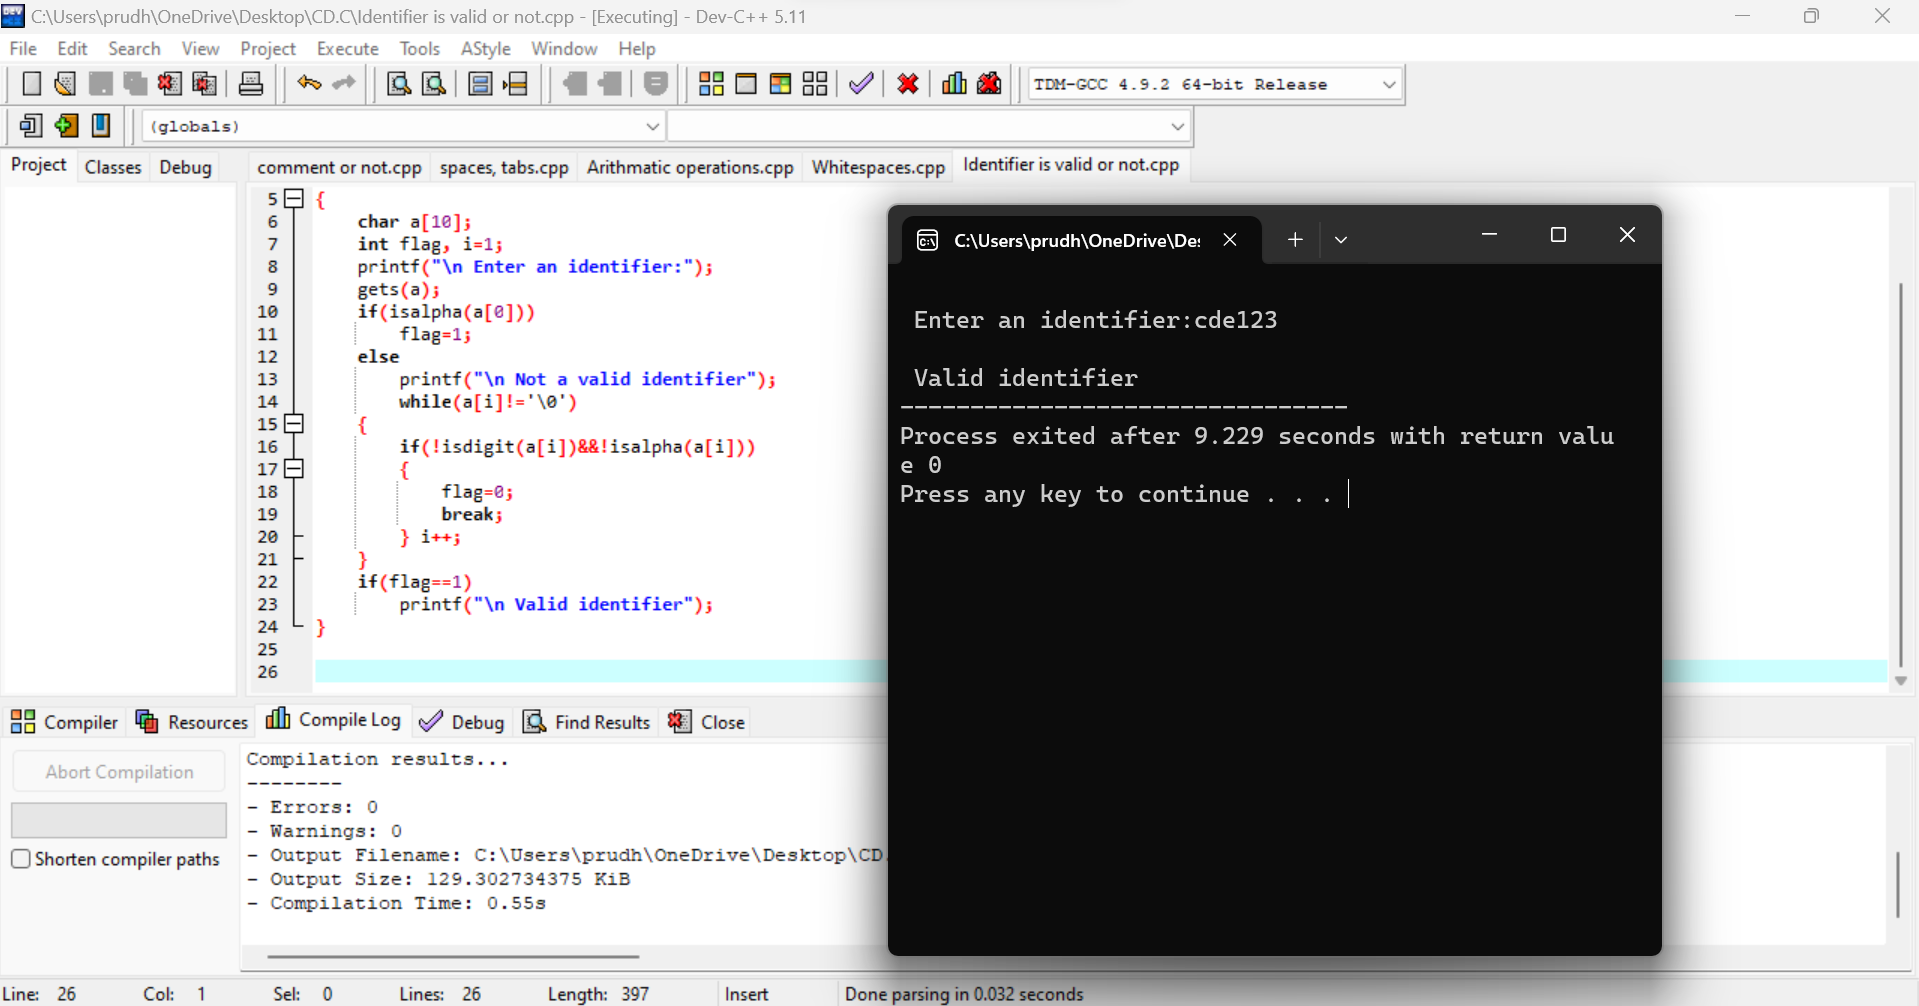 C:\Users\prudh\OneDrive\Desktop\CD.C\Identifier is valid or not.cpp - [Executing] - Dev-C++ 5.11
File Edit Search View Project Execute Tools AStyle Window Help
TDM-GCC 4.9.2 64-bit Release
(globals)
Project Classes Debug
comment or not.cpp spaces, tabs.cpp Arithmatic operations.cpp Whitespaces.cpp Identifier is valid or not.cpp
5 {
6 char a[10];
7 int flag, i=1;
8 printf("\n Enter an identifier:");
9 gets(a);
10 if(isalpha(a[0]))
11 flag=1;
12 else
13 printf("\n Not a valid identifier");
14 while(a[i]!='\0')
15 {
16 if(!isdigit(a[i])&&!isalpha(a[i]))
17 {
18 flag=0;
19 break;
20 } i++;
21 }
22 if(flag==1)
23 printf("\n Valid identifier");
24 }
25
26
C:\Users\prudh\OneDrive\De
Enter an identifier:cde123
Valid identifier
--------------------------------
Process exited after 9.229 seconds with return valu
e 0
Press any key to continue . . .
Compiler Resources Compile Log Debug Find Results Close
Abort Compilation
Shorten compiler paths
Compilation results...
--------
- Errors: 0
- Warnings: 0
- Output Filename: C:\Users\prudh\OneDrive\Desktop\CD.
- Output Size: 129.302734375 KiB
- Compilation Time: 0.55s
Line: 26 Col: 1 Sel: 0 Lines: 26 Length: 397 Insert Done parsing in 0.032 seconds